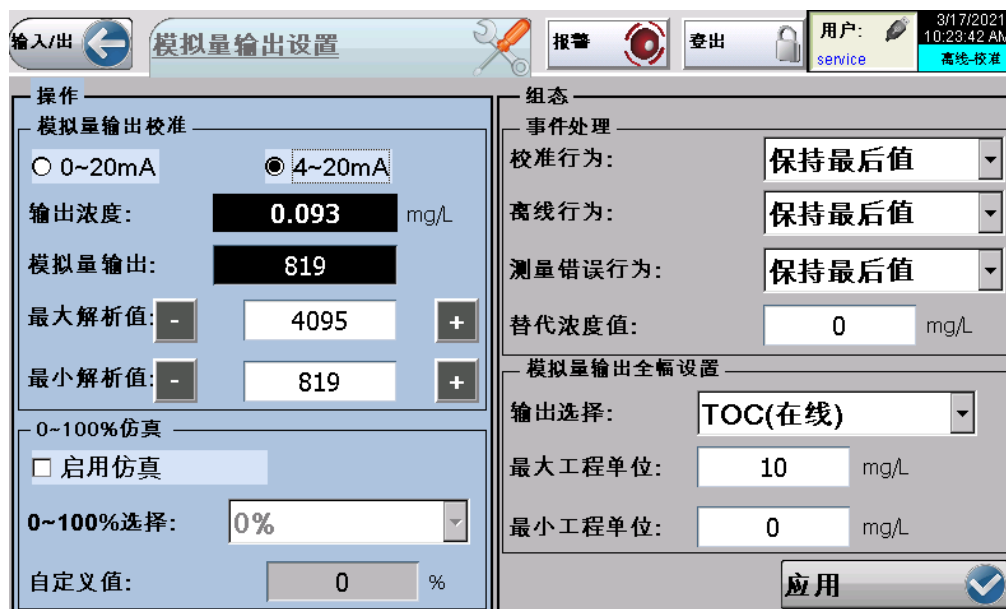 输入/出
模拟量输出设置
报警
登出
用户:
service
3/17/2021
10:23:42 AM
离线-校准
操作
模拟量输出校准
0~20mA
4~20mA
输出浓度:
0.093
mg/L
模拟量输出:
819
最大解析值:
-
4095
+
最小解析值:
-
819
+
0~100%仿真
启用仿真
0~100%选择:
0%
自定义值:
0
%
组态
事件处理
校准行为:
保持最后值
离线行为:
保持最后值
测量错误行为:
保持最后值
替代浓度值:
0
mg/L
模拟量输出全幅设置
输出选择:
TOC(在线)
最大工程单位:
10
mg/L
最小工程单位:
0
mg/L
应用